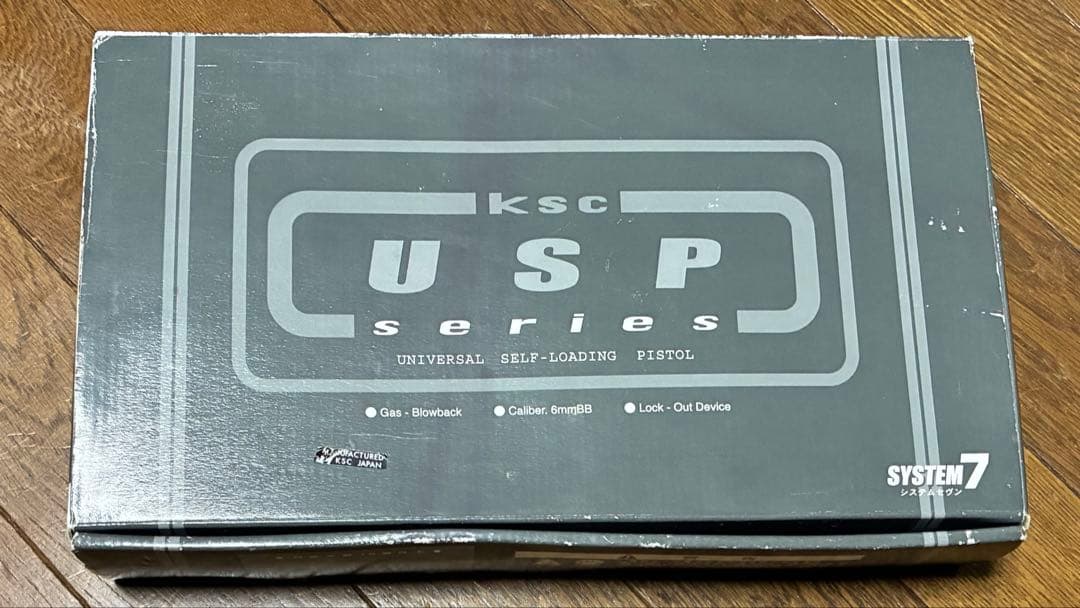 KSC
USP
series
UNIVERSAL SELF-LOADING PISTOL
● Gas - Blowback ● Caliber. 6mmBB ● Lock - Out Device
MANUFACTURED
KSC JAPAN
SYSTEM7
システムセヴン